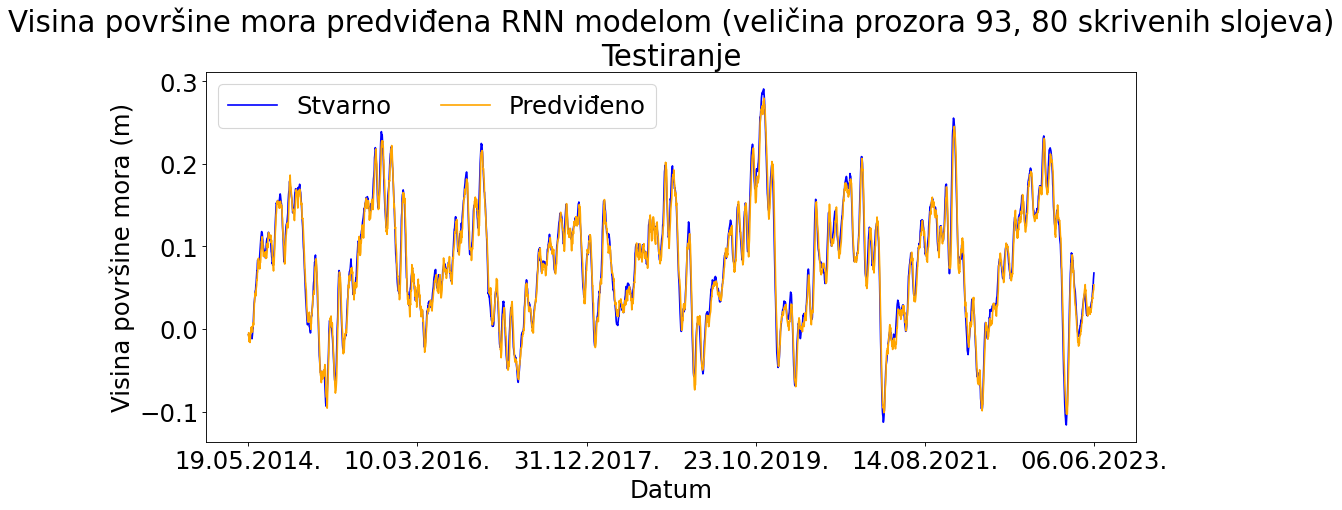 Visina površine mora predviđena RNN modelom (veličina prozora 93, 80 skrivenih slojeva)
Testiranje
Stvarno
Predviđeno
Visina površine mora (m)
0.3
0.2
0.1
0.0
−0.1
19.05.2014.
10.03.2016.
31.12.2017.
23.10.2019.
14.08.2021.
06.06.2023.
Datum